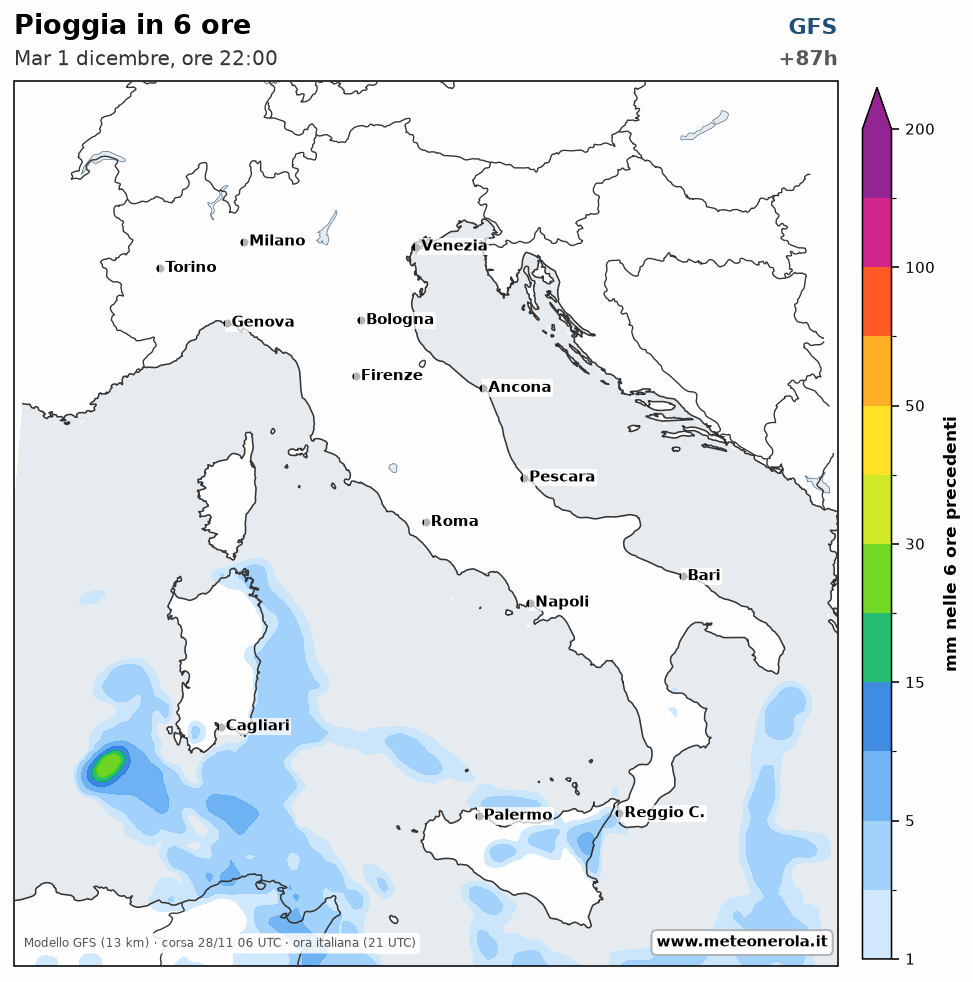 Pioggia in 6 ore
GFS
Mar 1 dicembre, ore 22:00
+87h
200
100
50
30
15
5
1
mm nelle 6 ore precedenti
Milano
Venezia
Torino
Genova
Bologna
Firenze
Ancona
Pescara
Roma
Bari
Napoli
Cagliari
Palermo
Reggio C.
Modello GFS (13 km) · corsa 28/11 06 UTC · ora italiana (21 UTC)
www.meteonerola.it